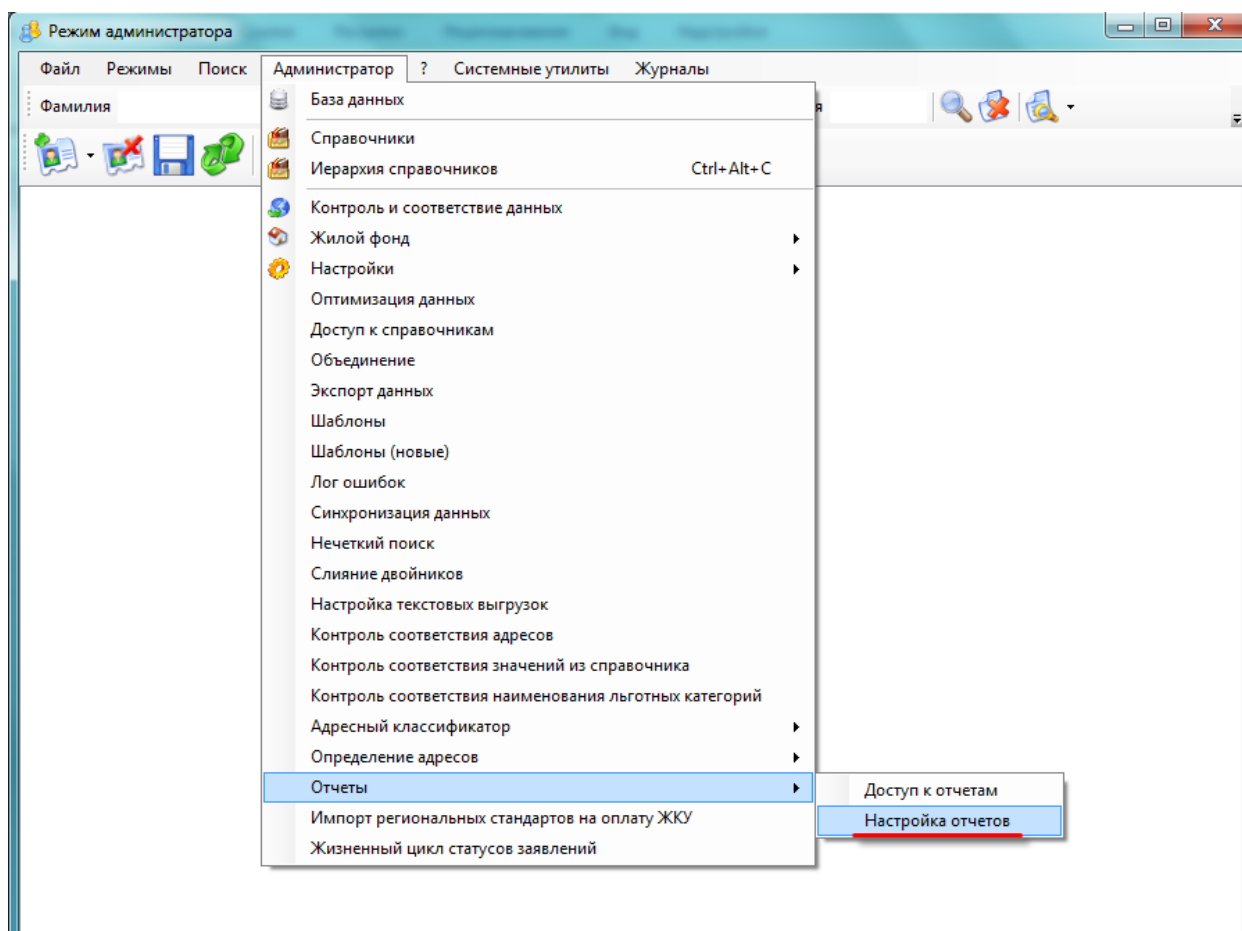 Режим администратора
Файл Режимы Поиск Администратор ? Системные утилиты Журналы
Фамилия я
База данных
Справочники
Иерархия справочников Ctrl+Alt+C
Контроль и соответствие данных
Жилой фонд
Настройки
Оптимизация данных
Доступ к справочникам
Объединение
Экспорт данных
Шаблоны
Шаблоны (новые)
Лог ошибок
Синхронизация данных
Нечеткий поиск
Слияние двойников
Настройка текстовых выгрузок
Контроль соответствия адресов
Контроль соответствия значений из справочника
Контроль соответствия наименования льготных категорий
Адресный классификатор
Определение адресов
Отчеты
Доступ к отчетам
Настройка отчетов
Импорт региональных стандартов на оплату ЖКУ
Жизненный цикл статусов заявлений